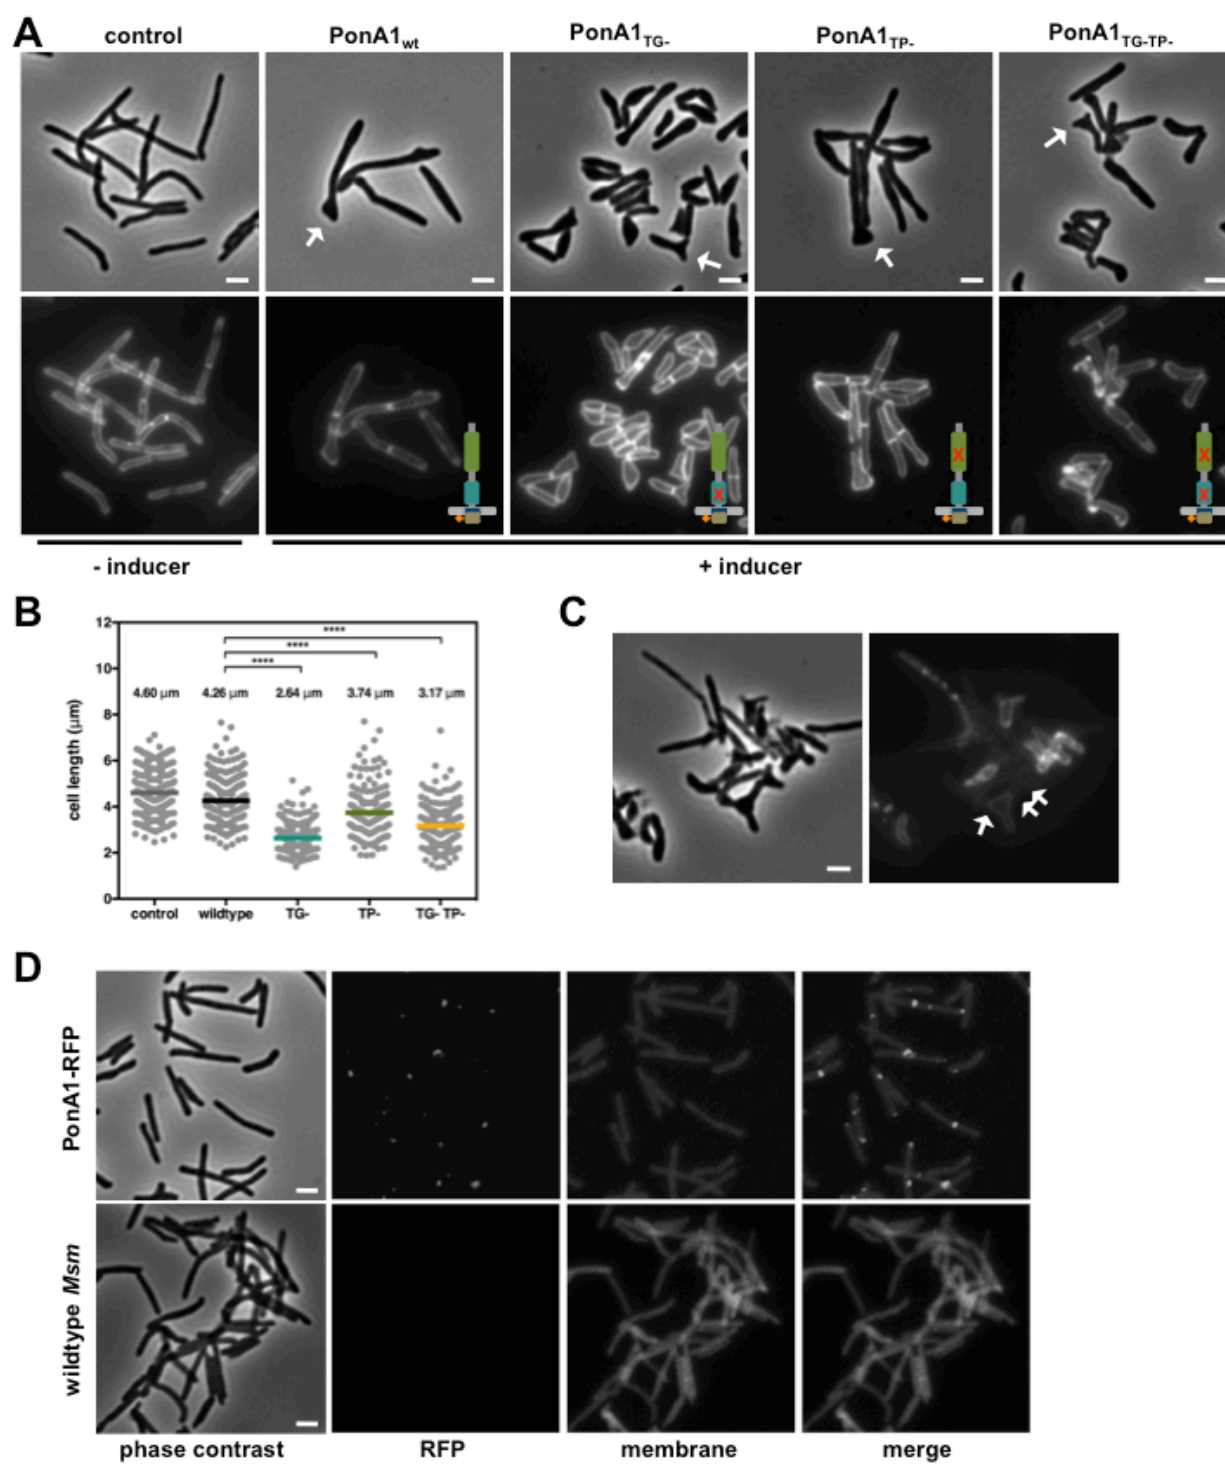 A
control PonA1wt PonA1TG- PonA1TP- PonA1TG-TP-
X X X X
- inducer + inducer
B
12
10
8
6
4
2
0
cell length (μm)
**** 
****
****
4.60 μm 4.26 μm 2.64 μm 3.74 μm 3.17 μm
control wildtype TG- TP- TG- TP-
C
D
PonA1-RFP
wildtype Msm
phase contrast RFP membrane merge